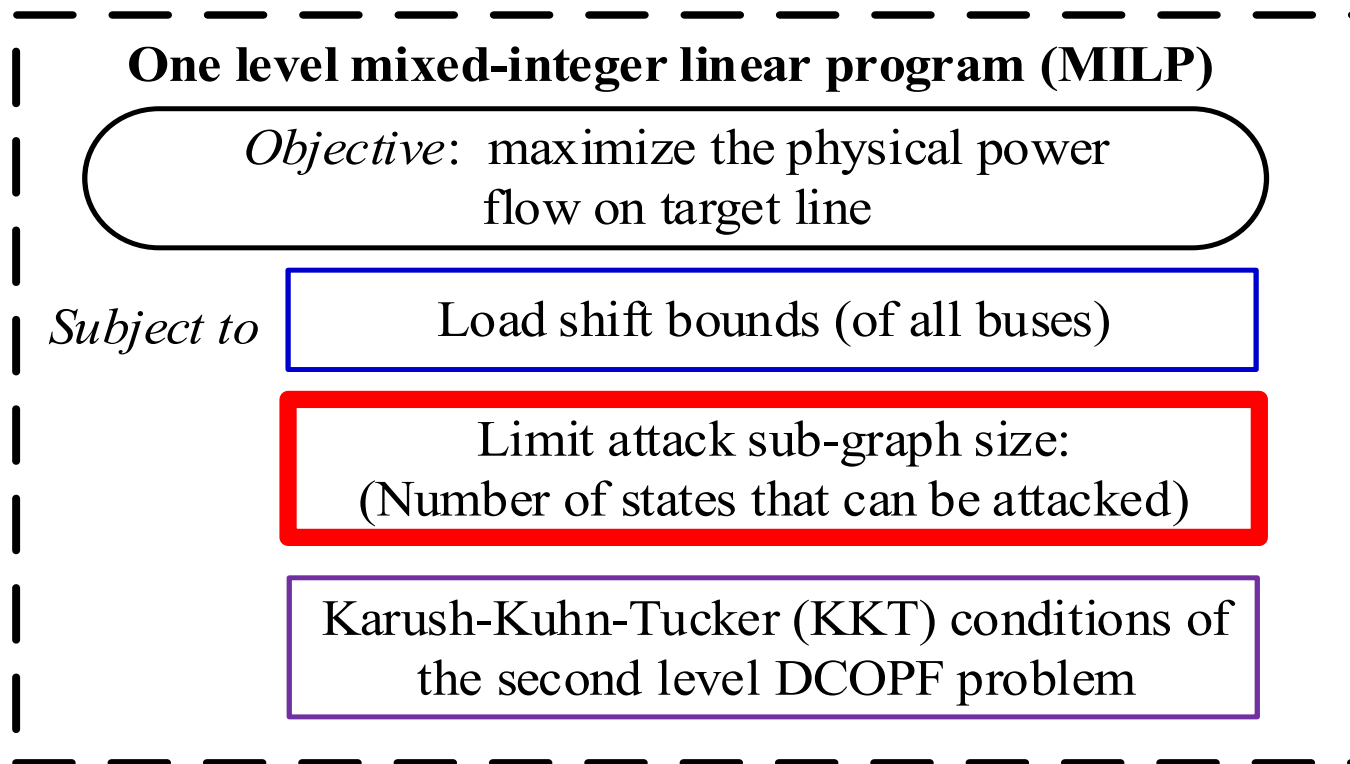 One level mixed-integer linear program (MILP)
Objective: maximize the physical power
flow on target line
Subject to
Load shift bounds (of all buses)
Limit attack sub-graph size:
(Number of states that can be attacked)
Karush-Kuhn-Tucker (KKT) conditions of
the second level DCOPF problem